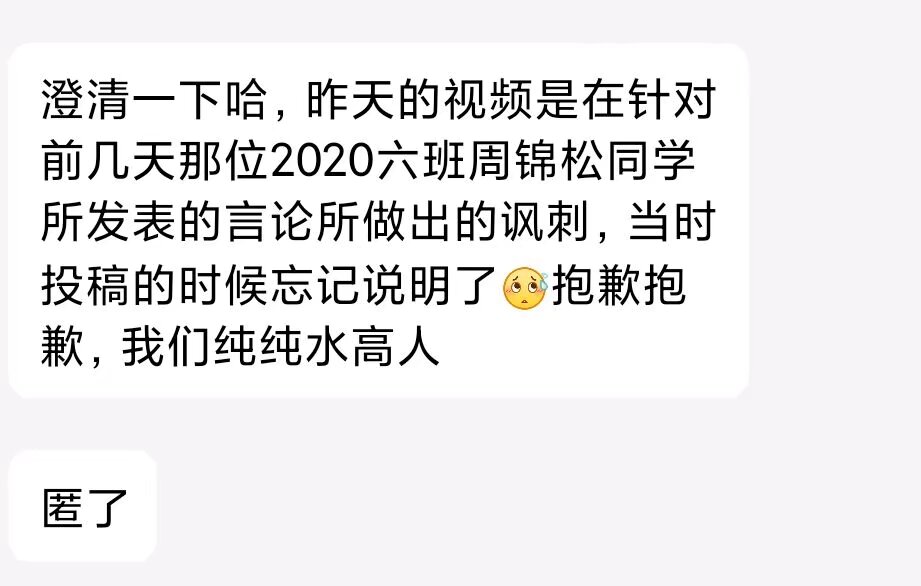 澄清一下哈，昨天的视频是在针对
前几天那位2020六班周锦松同学
所发表的言论所做出的讽刺，当时
投稿的时候忘记说明了😥抱歉抱
歉，我们纯纯水高人
匿了